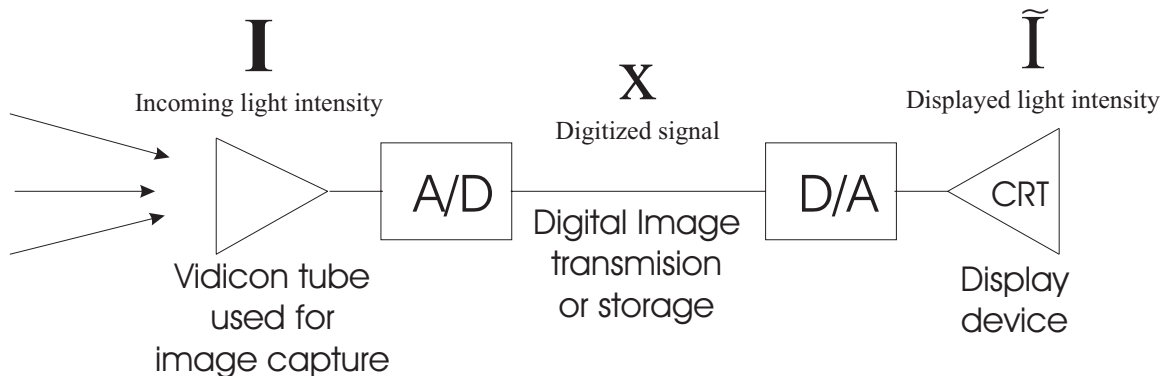 I
Incoming light intensity
X
Digitized signal
Ĩ
Displayed light intensity
A/D
D/A
CRT
Vidicon tube
used for
image capture
Digital Image
transmision
or storage
Display
device